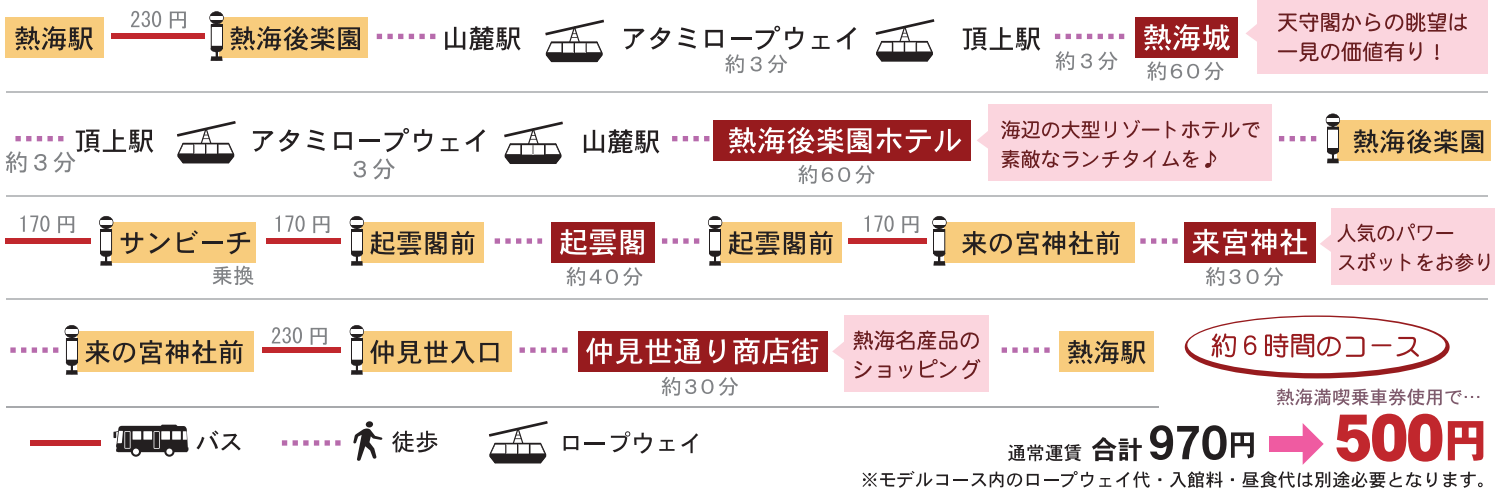 熱海駅 230 円 熱海後楽園 山麓駅 アタミロープウェイ 約３分 頂上駅 約３分 熱海城 約60分
天守閣からの眺望は
一見の価値有り！
約３分 頂上駅 アタミロープウェイ ３分 山麓駅 熱海後楽園ホテル 約60分
海辺の大型リゾートホテルで
素敵なランチタイムを♪
熱海後楽園
170 円 サンビーチ 乗換 170 円 起雲閣前 起雲閣 約40分 起雲閣前 170 円 来の宮神社前 来宮神社 約30分
人気のパワー
スポットをお参り
来の宮神社前 230 円 仲見世入口 仲見世通り商店街 約30分
熱海名産品の
ショッピング
熱海駅
約６時間のコース
バス 徒歩 ロープウェイ
熱海満喫乗車券使用で…
通常運賃 合計970円 500円
※モデルコース内のロープウェイ代・入館料・昼食代は別途必要となります。